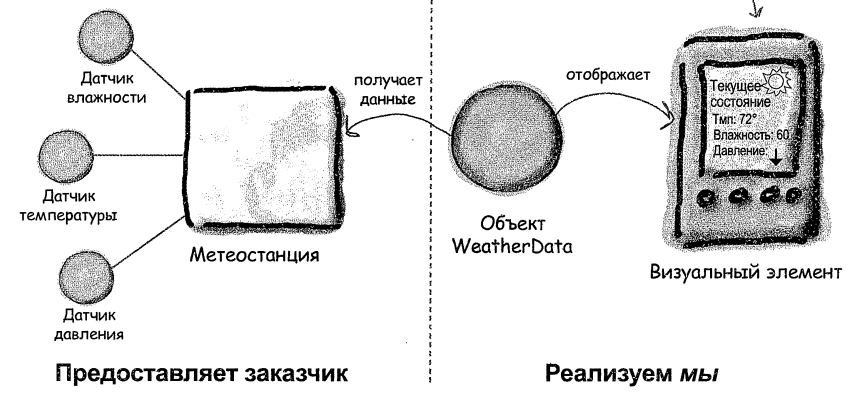 Датчик
влажности
Датчик
температуры
Датчик
давления
Метеостанция
получает
данные
Объект
WeatherData
отображает
Текущее
состояние
Тмп: 72°
Влажность: 60
Давление:
Визуальный элемент
Предоставляет заказчик
Реализуем мы